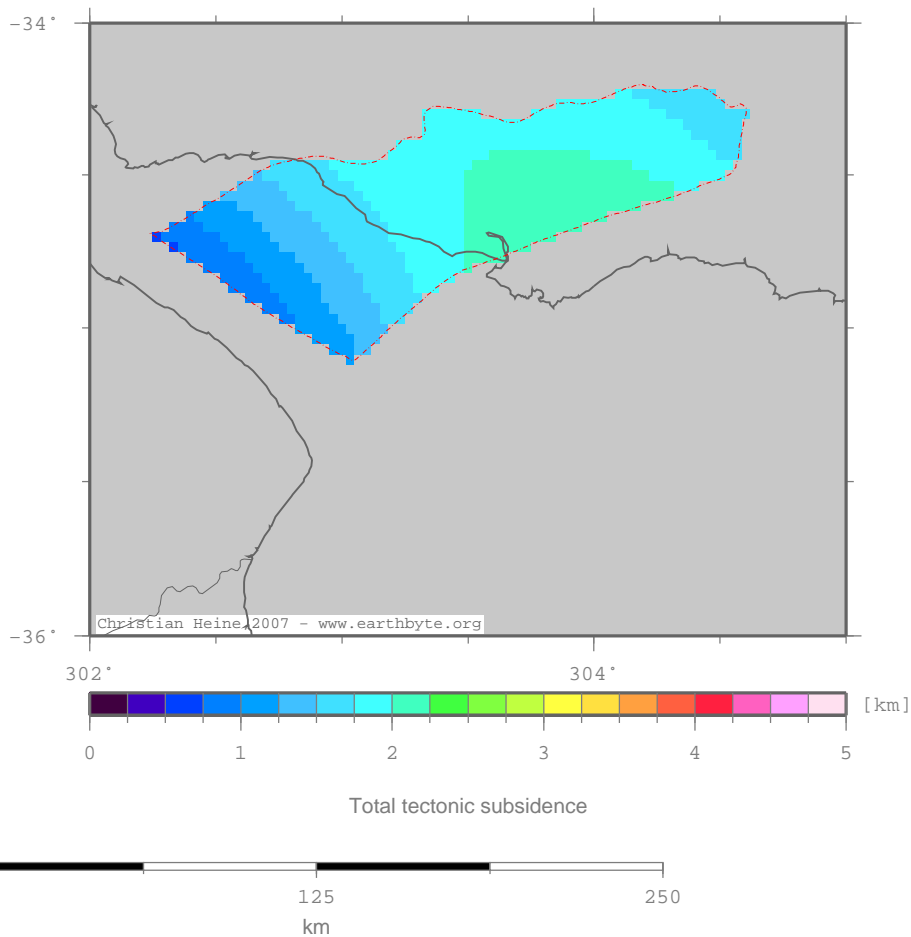 -34°
-36°
Christian Heine 2007 - www.earthbyte.org
302° 304°
[km]
0 1 2 3 4 5
Total tectonic subsidence
125 250
km